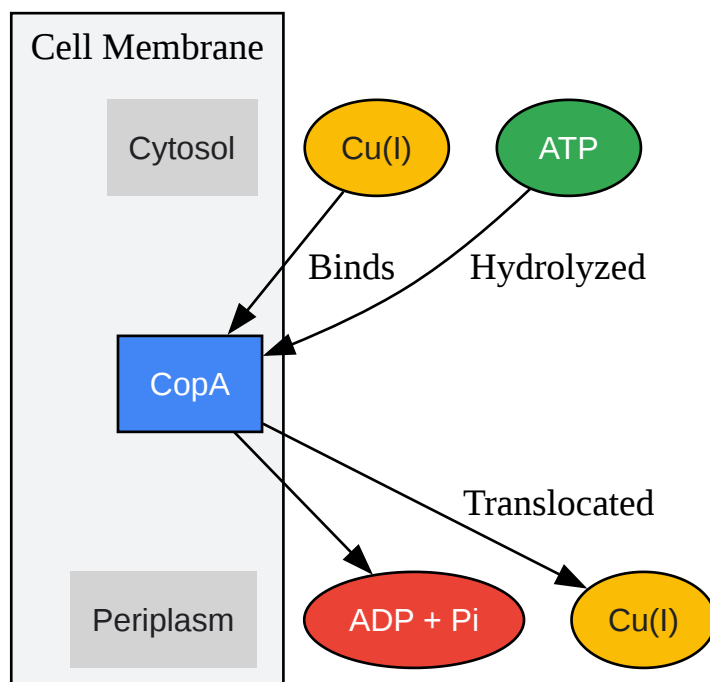 Cell Membrane
Cytosol
Cu(I)
ATP
Binds
Hydrolyzed
CopA
Translocated
Periplasm
ADP + Pi
Cu(I)